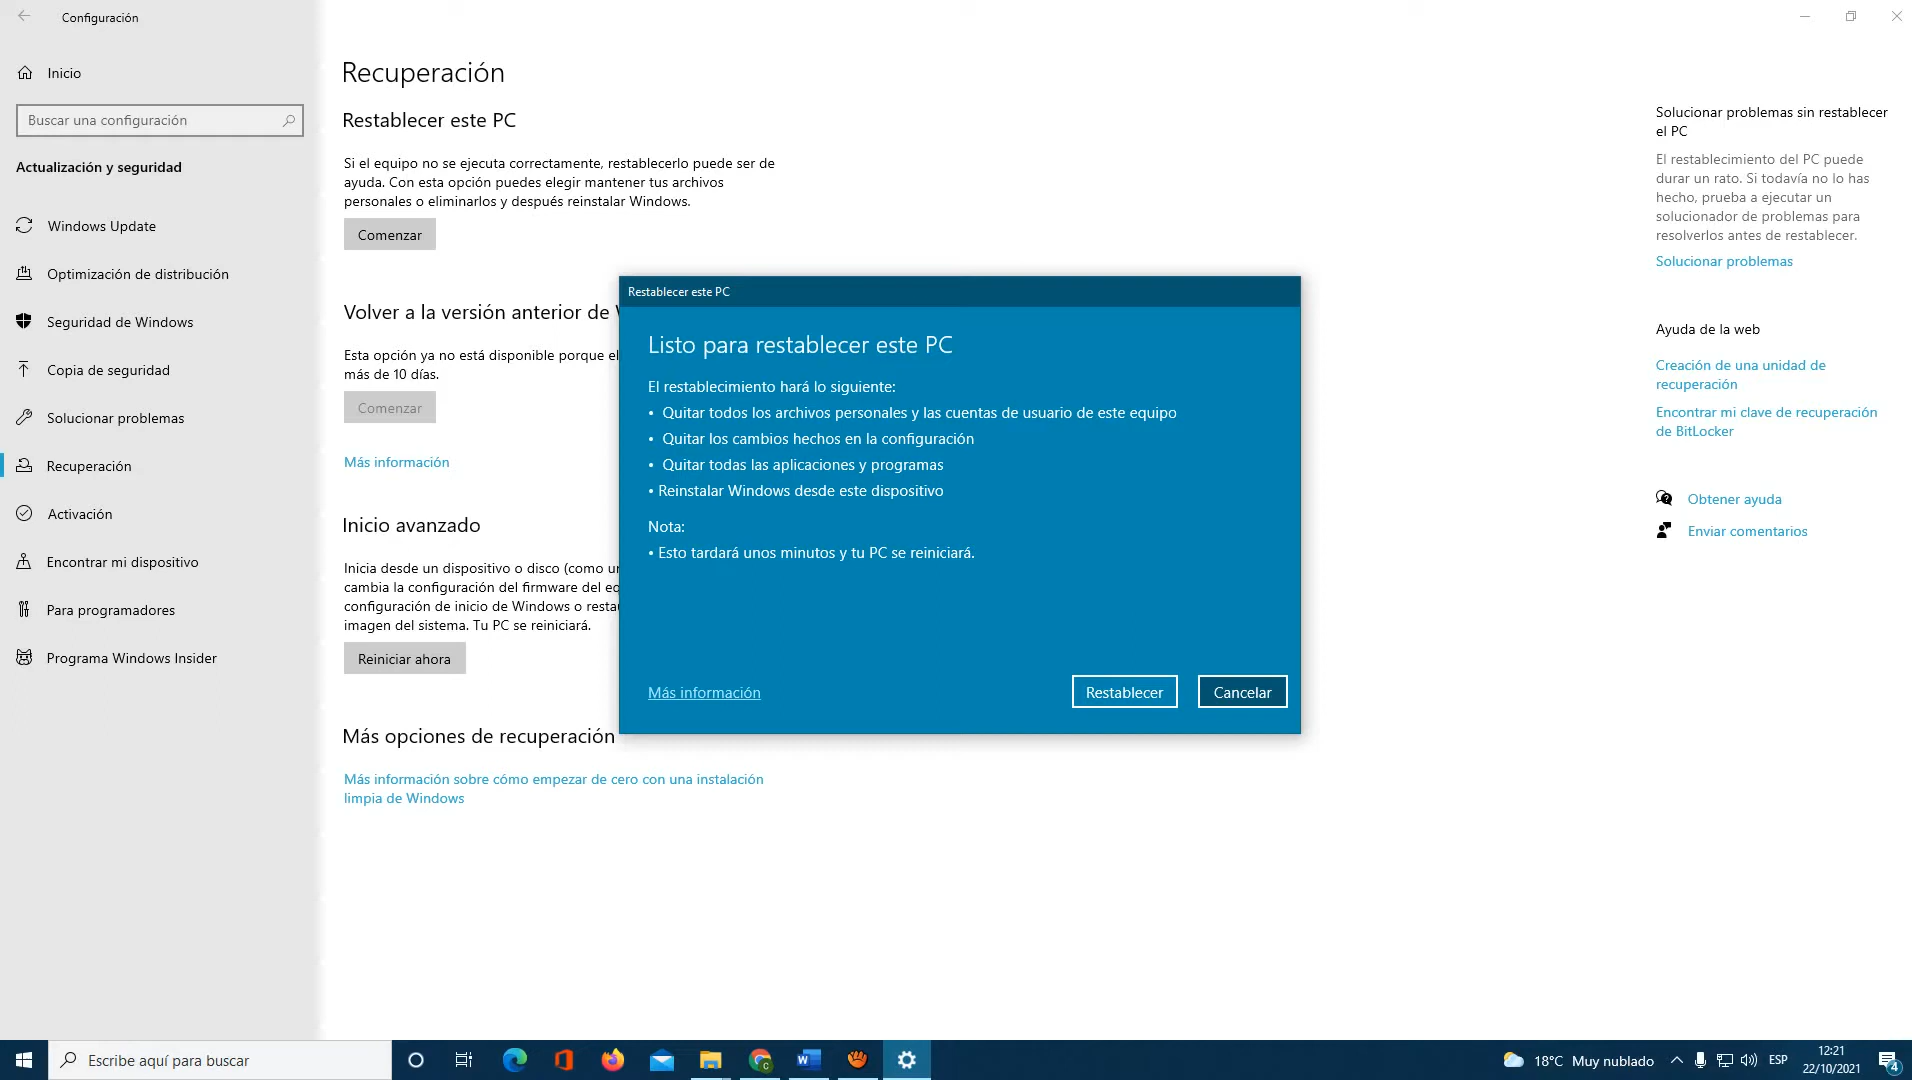 Configuración
Inicio
Buscar una configuración
Actualización y seguridad
Windows Update
Optimización de distribución
Seguridad de Windows
Copia de seguridad
Solucionar problemas
Recuperación
Activación
Encontrar mi dispositivo
Para programadores
Programa Windows Insider
Recuperación
Restablecer este PC
Si el equipo no se ejecuta correctamente, restablecerlo puede ser de
ayuda. Con esta opción puedes elegir mantener tus archivos
personales o eliminarlos y después reinstalar Windows.
Comenzar
Volver a la versión anterior de
Esta opción ya no está disponible porque el
más de 10 días.
Comenzar
Más información
Inicio avanzado
Inicia desde un dispositivo o disco (como
cambia la configuración del firmware del
configuración de inicio de Windows o
imagen del sistema. Tu PC se reiniciará.
Reiniciar ahora
Más opciones de recuperación
Más información sobre cómo empezar de cero con una instalación
limpia de Windows
Restablecer este PC
Listo para restablecer este PC
El restablecimiento hará lo siguiente:
• Quitar todos los archivos personales y las cuentas de usuario de este equipo
• Quitar los cambios hechos en la configuración
• Quitar todas las aplicaciones y programas
• Reinstalar Windows desde este dispositivo
Nota:
• Esto tardará unos minutos y tu PC se reiniciará.
Más información
Restablecer
Cancelar
Solucionar problemas sin restablecer
el PC
El restablecimiento del PC puede
durar un rato. Si todavía no lo has
hecho, prueba a ejecutar un
solucionador de problemas para
resolverlos antes de restablecer.
Solucionar problemas
Ayuda de la web
Creación de una unidad de
recuperación
Encontrar mi clave de recuperación
de BitLocker
Obtener ayuda
Enviar comentarios
Escribe aquí para buscar
18°C Muy nublado
ESP
12:21
22/10/2021
4